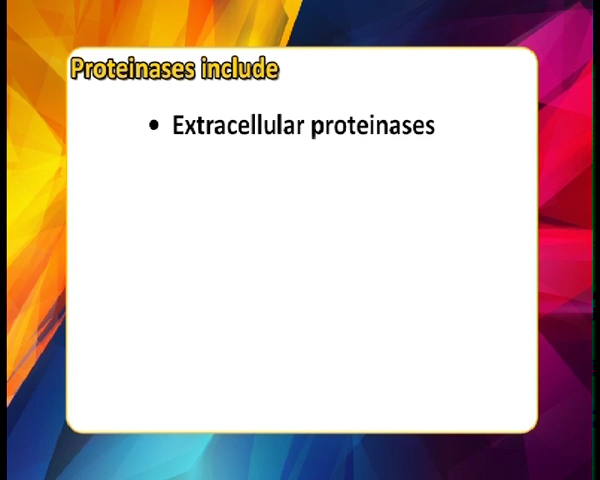 Proteinases include
• Extracellular proteinases